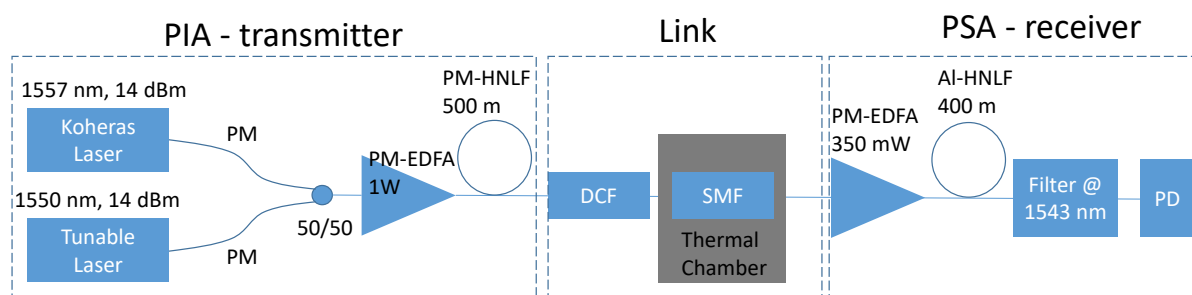 PIA - transmitter
Link
PSA - receiver
1557 nm, 14 dBm
Koheras
Laser
PM
1550 nm, 14 dBm
Tunable
Laser
PM
50/50
PM-EDFA
1W
PM-HNLF
500 m
DCF
SMF
Thermal
Chamber
PM-EDFA
350 mW
Al-HNLF
400 m
Filter @
1543 nm
PD